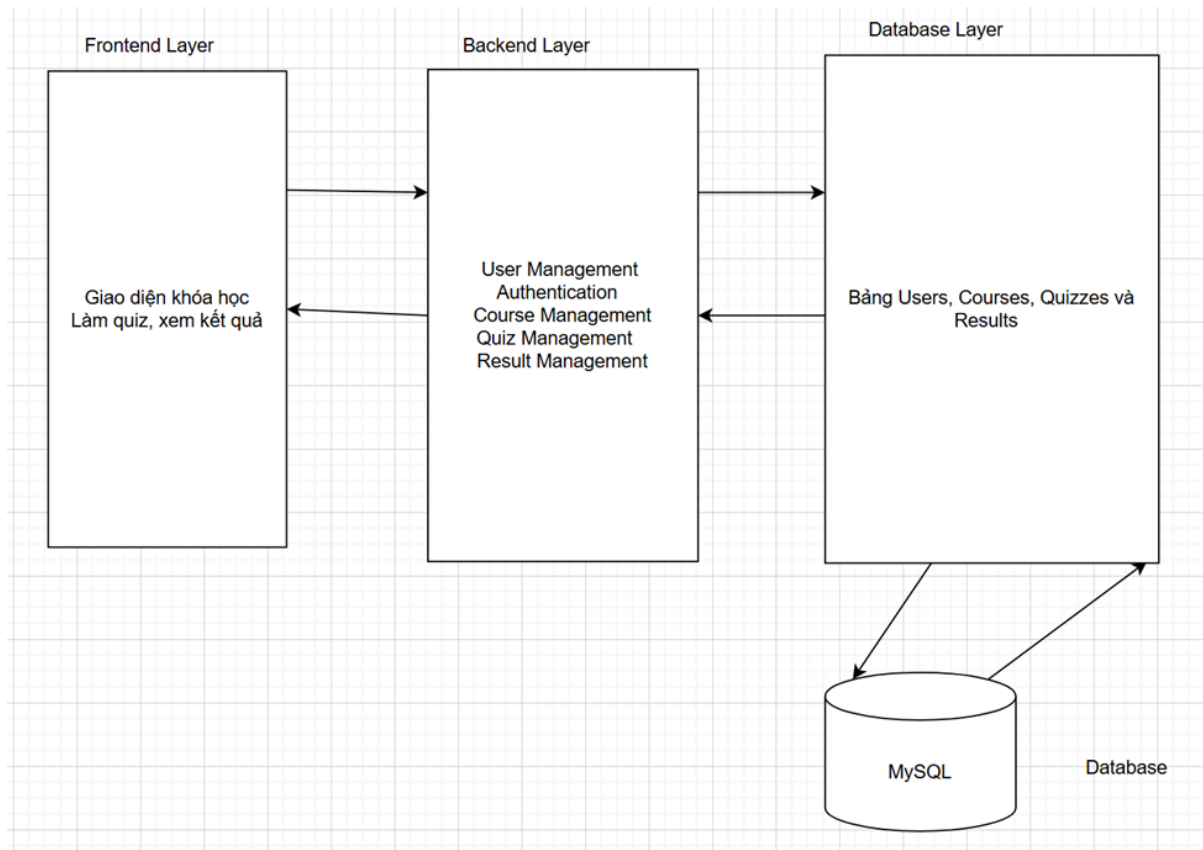 Frontend Layer
Backend Layer
Database Layer
Giao diện khóa học
Làm quiz, xem kết quả
User Management
Authentication
Course Management
Quiz Management
Result Management
Bảng Users, Courses, Quizzes và
Results
MySQL
Database